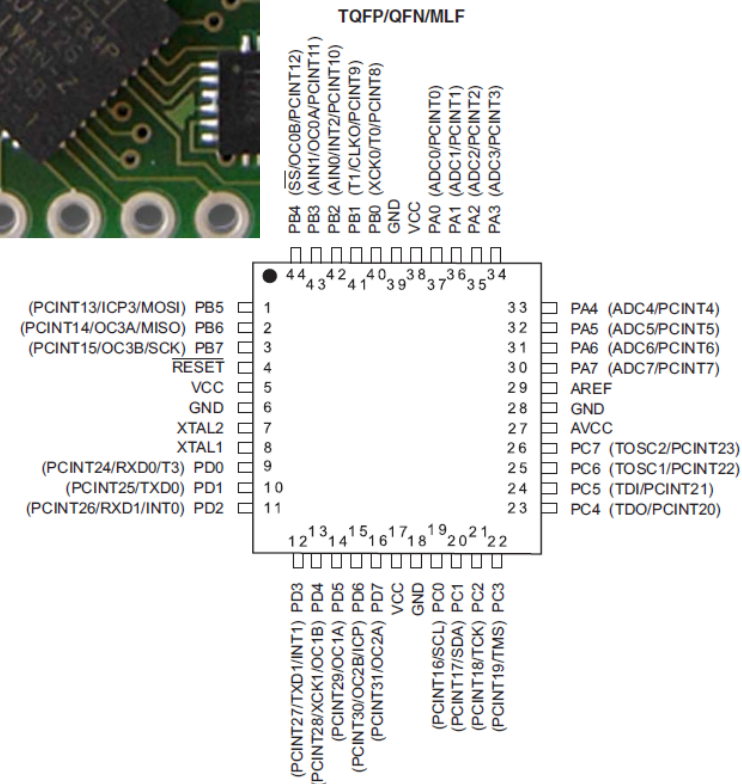 TQFP/QFN/MLF
PB4 (SS/OC0B/PCINT12)
PB3 (AIN1/OC0A/PCINT11)
PB2 (AIN0/INT2/PCINT10)
PB1 (T1/CLKO/PCINT9)
PB0 (XCK0/T0/PCINT8)
GND
VCC
PA0 (ADC0/PCINT0)
PA1 (ADC1/PCINT1)
PA2 (ADC2/PCINT2)
PA3 (ADC3/PCINT3)
44 43 42 41 40 39 38 37 36 35 34
(PCINT13/ICP3/MOSI) PB5 1
(PCINT14/OC3A/MISO) PB6 2
(PCINT15/OC3B/SCK) PB7 3
RESET 4
VCC 5
GND 6
XTAL2 7
XTAL1 8
(PCINT24/RXD0/T3) PD0 9
(PCINT25/TXD0) PD1 10
(PCINT26/RXD1/INT0) PD2 11
33 PA4 (ADC4/PCINT4)
32 PA5 (ADC5/PCINT5)
31 PA6 (ADC6/PCINT6)
30 PA7 (ADC7/PCINT7)
29 AREF
28 GND
27 AVCC
26 PC7 (TOSC2/PCINT23)
25 PC6 (TOSC1/PCINT22)
24 PC5 (TDI/PCINT21)
23 PC4 (TDO/PCINT20)
12 13 14 15 16 17 18 19 20 21 22
(PCINT27/TXD1/INT1) PD3
(PCINT28/XCK1/OC1B) PD4
(PCINT29/OC1A) PD5
(PCINT30/OC2B/ICP) PD6
(PCINT31/OC2A) PD7
VCC
GND
(PCINT16/SCL) PC0
(PCINT17/SDA) PC1
(PCINT18/TCK) PC2
(PCINT19/TMS) PC3